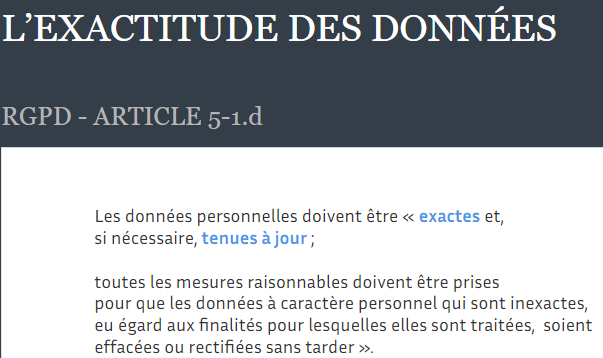 L’EXACTITUDE DES DONNÉES
RGPD - ARTICLE 5-1.d
Les données personnelles doivent être « exactes et,
si nécessaire, tenues à jour ;
toutes les mesures raisonnables doivent être prises
pour que les données à caractère personnel qui sont inexactes,
eu égard aux finalités pour lesquelles elles sont traitées, soient
effacées ou rectifiées sans tarder ».